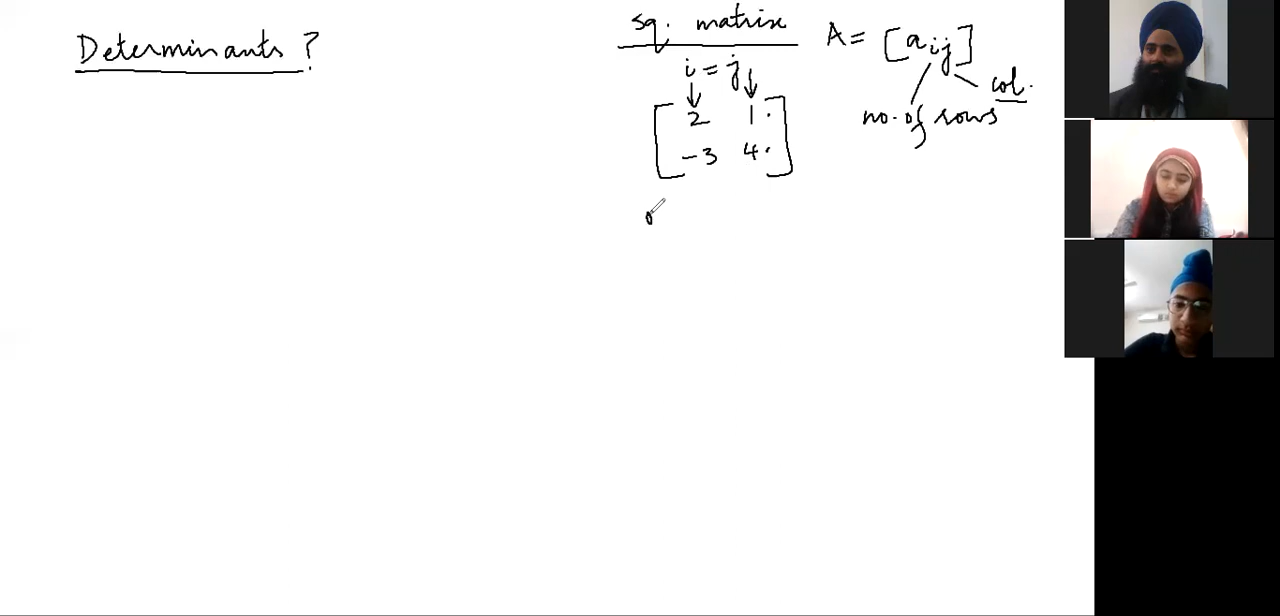 Determinants ?
sq. matrix
i = j
2 1
-3 4
A = [aij]
no. of rows
col.